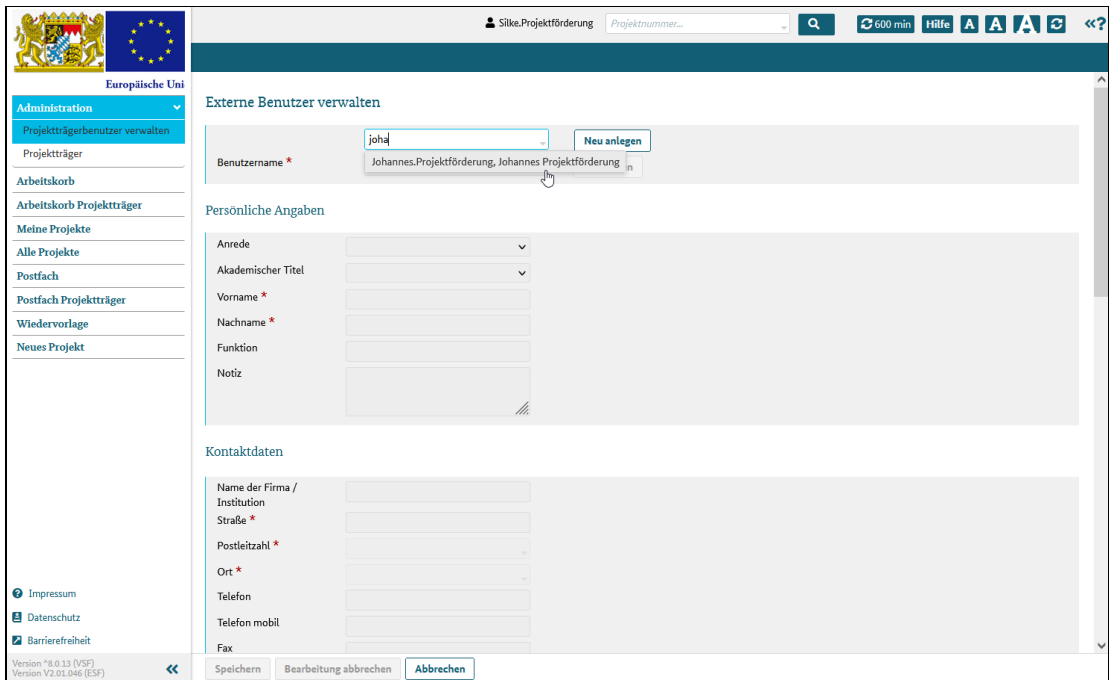 Silke.Projektförderung
Projektnummer...
600 min
Hilfe
A A A
«?
Europäische Uni
Administration
Projektträgerbenutzer verwalten
Projektträger
Arbeitskorb
Arbeitskorb Projektträger
Meine Projekte
Alle Projekte
Postfach
Postfach Projektträger
Wiedervorlage
Neues Projekt
Impressum
Datenschutz
Barrierefreiheit
Version ^8.0.13 (VSF)
Version V2.01.046 (ESF)
«
Externe Benutzer verwalten
joha
Neu anlegen
Benutzername *
Johannes.Projektförderung, Johannes Projektförderung
Persönliche Angaben
Anrede
Akademischer Titel
Vorname *
Nachname *
Funktion
Notiz
Kontaktdaten
Name der Firma /
Institution
Straße *
Postleitzahl *
Ort *
Telefon
Telefon mobil
Fax
Speichern
Bearbeitung abbrechen
Abbrechen